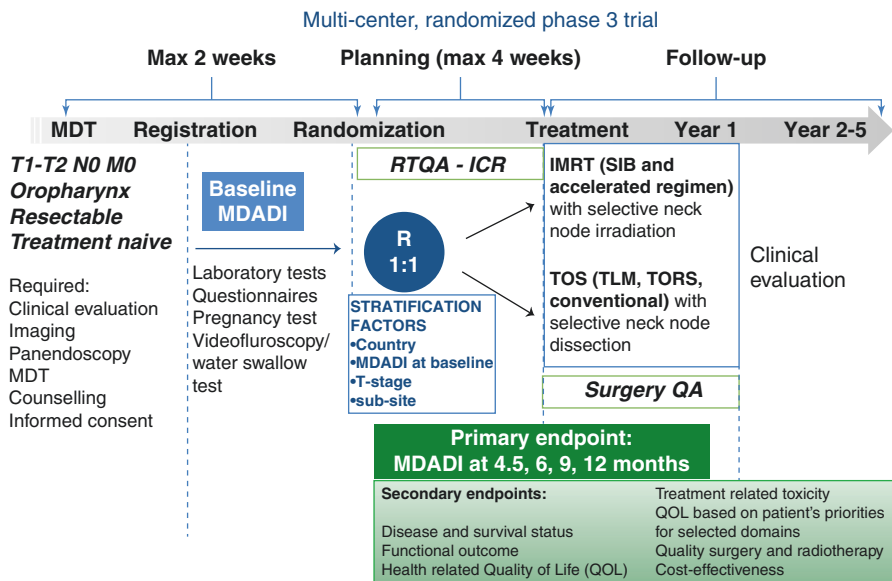 Multi-center, randomized phase 3 trial
Max 2 weeks
Planning (max 4 weeks)
Follow-up
MDT
Registration
Randomization
Treatment
Year 1
Year 2-5
T1-T2 N0 M0
Oropharynx
Resectable
Treatment naive
Required:
Clinical evaluation
Imaging
Panendoscopy
MDT
Counselling
Informed consent
Baseline
MDADI
Laboratory tests
Questionnaires
Pregnancy test
Videofluroscopy/
water swallow
test
RTQA - ICR
R
1:1
STRATIFICATION
FACTORS
•Country
•MDADI at baseline
•T-stage
•sub-site
IMRT (SIB and
accelerated regimen)
with selective neck
node irradiation
TOS (TLM, TORS,
conventional) with
selective neck node
dissection
Clinical
evaluation
Surgery QA
Primary endpoint:
MDADI at 4.5, 6, 9, 12 months
Secondary endpoints:
Disease and survival status
Functional outcome
Health related Quality of Life (QOL)
Treatment related toxicity
QOL based on patient's priorities
for selected domains
Quality surgery and radiotherapy
Cost-effectiveness